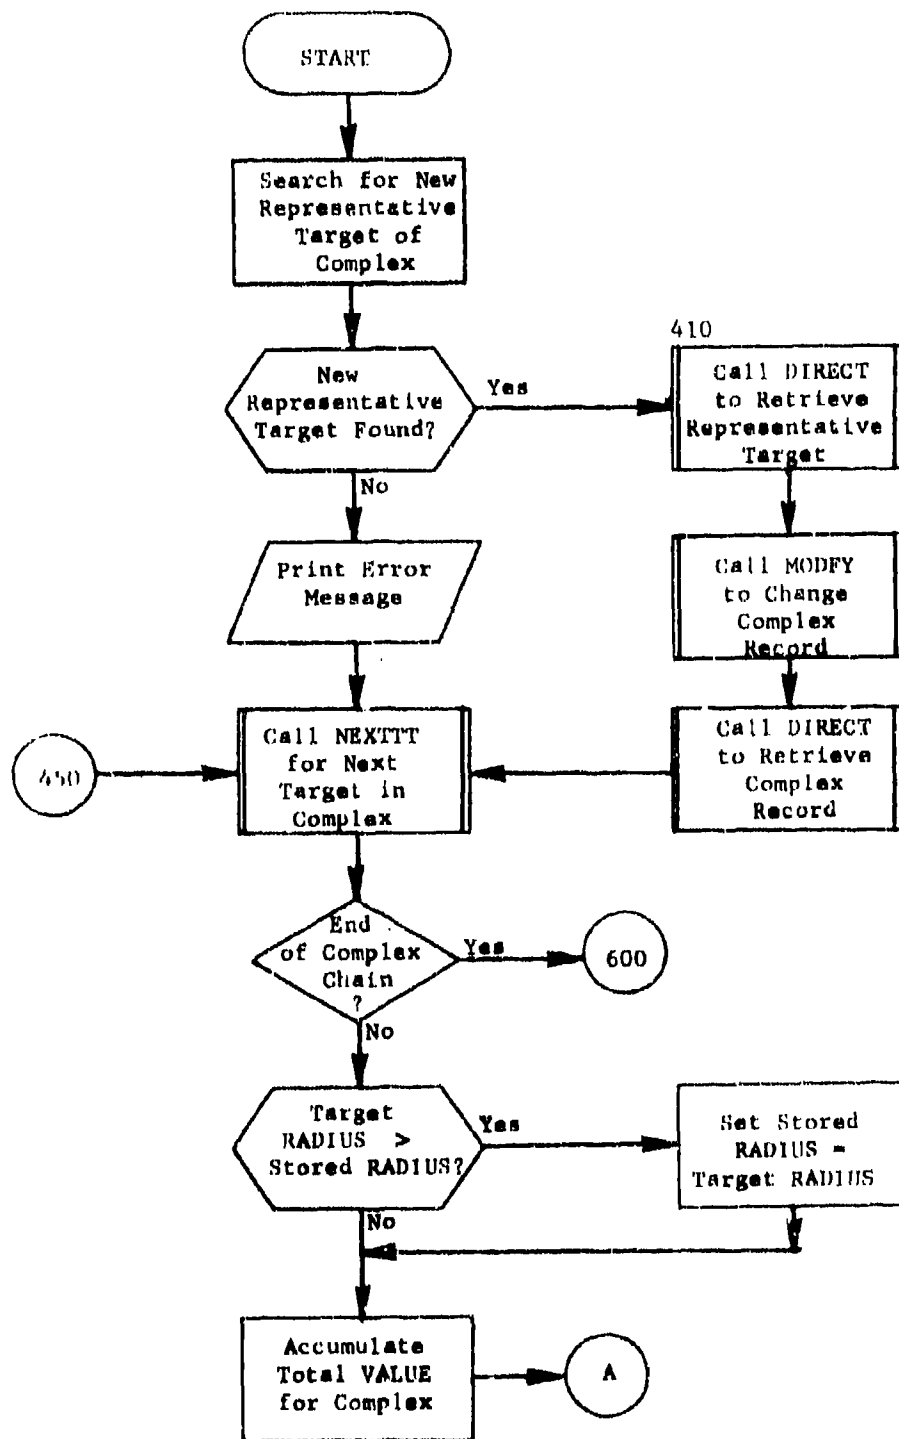 START
Search for New
Representative
Target of
Complex
New
Representative
Target Found?
Yes
No
410
Call DIRECT
to Retrieve
Representative
Target
Print Error
Message
Call MODFY
to Change
Complex
Record
450
Call NEXTTT
for Next
Target in
Complex
Call DIRECT
to Retrieve
Complex
Record
End
of Complex
Chain
?
Yes
600
No
Target
RADIUS >
Stored RADIUS?
Yes
Set Stored
RADIUS =
Target RADIUS
No
Accumulate
Total VALUE
for Complex
A